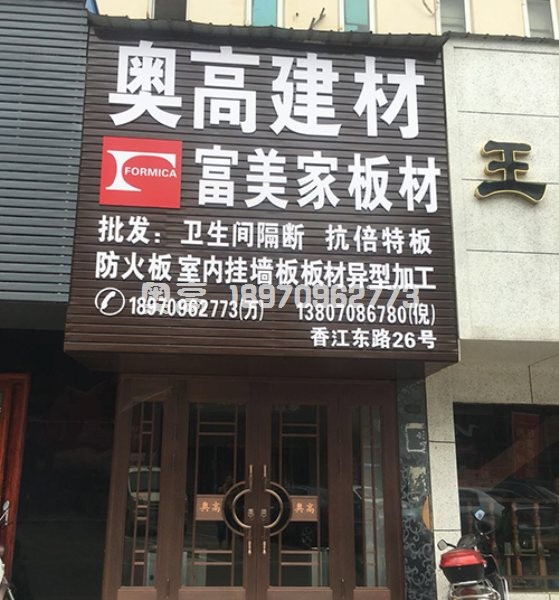 奥高建材
FORMICA 富美家板材
批发：卫生间隔断 抗倍特板
防火板 室内挂墙板板材异型加工
18970962773(万) 13807086780(倪)
奥高 18970962773
香江东路26号
王
奥 高